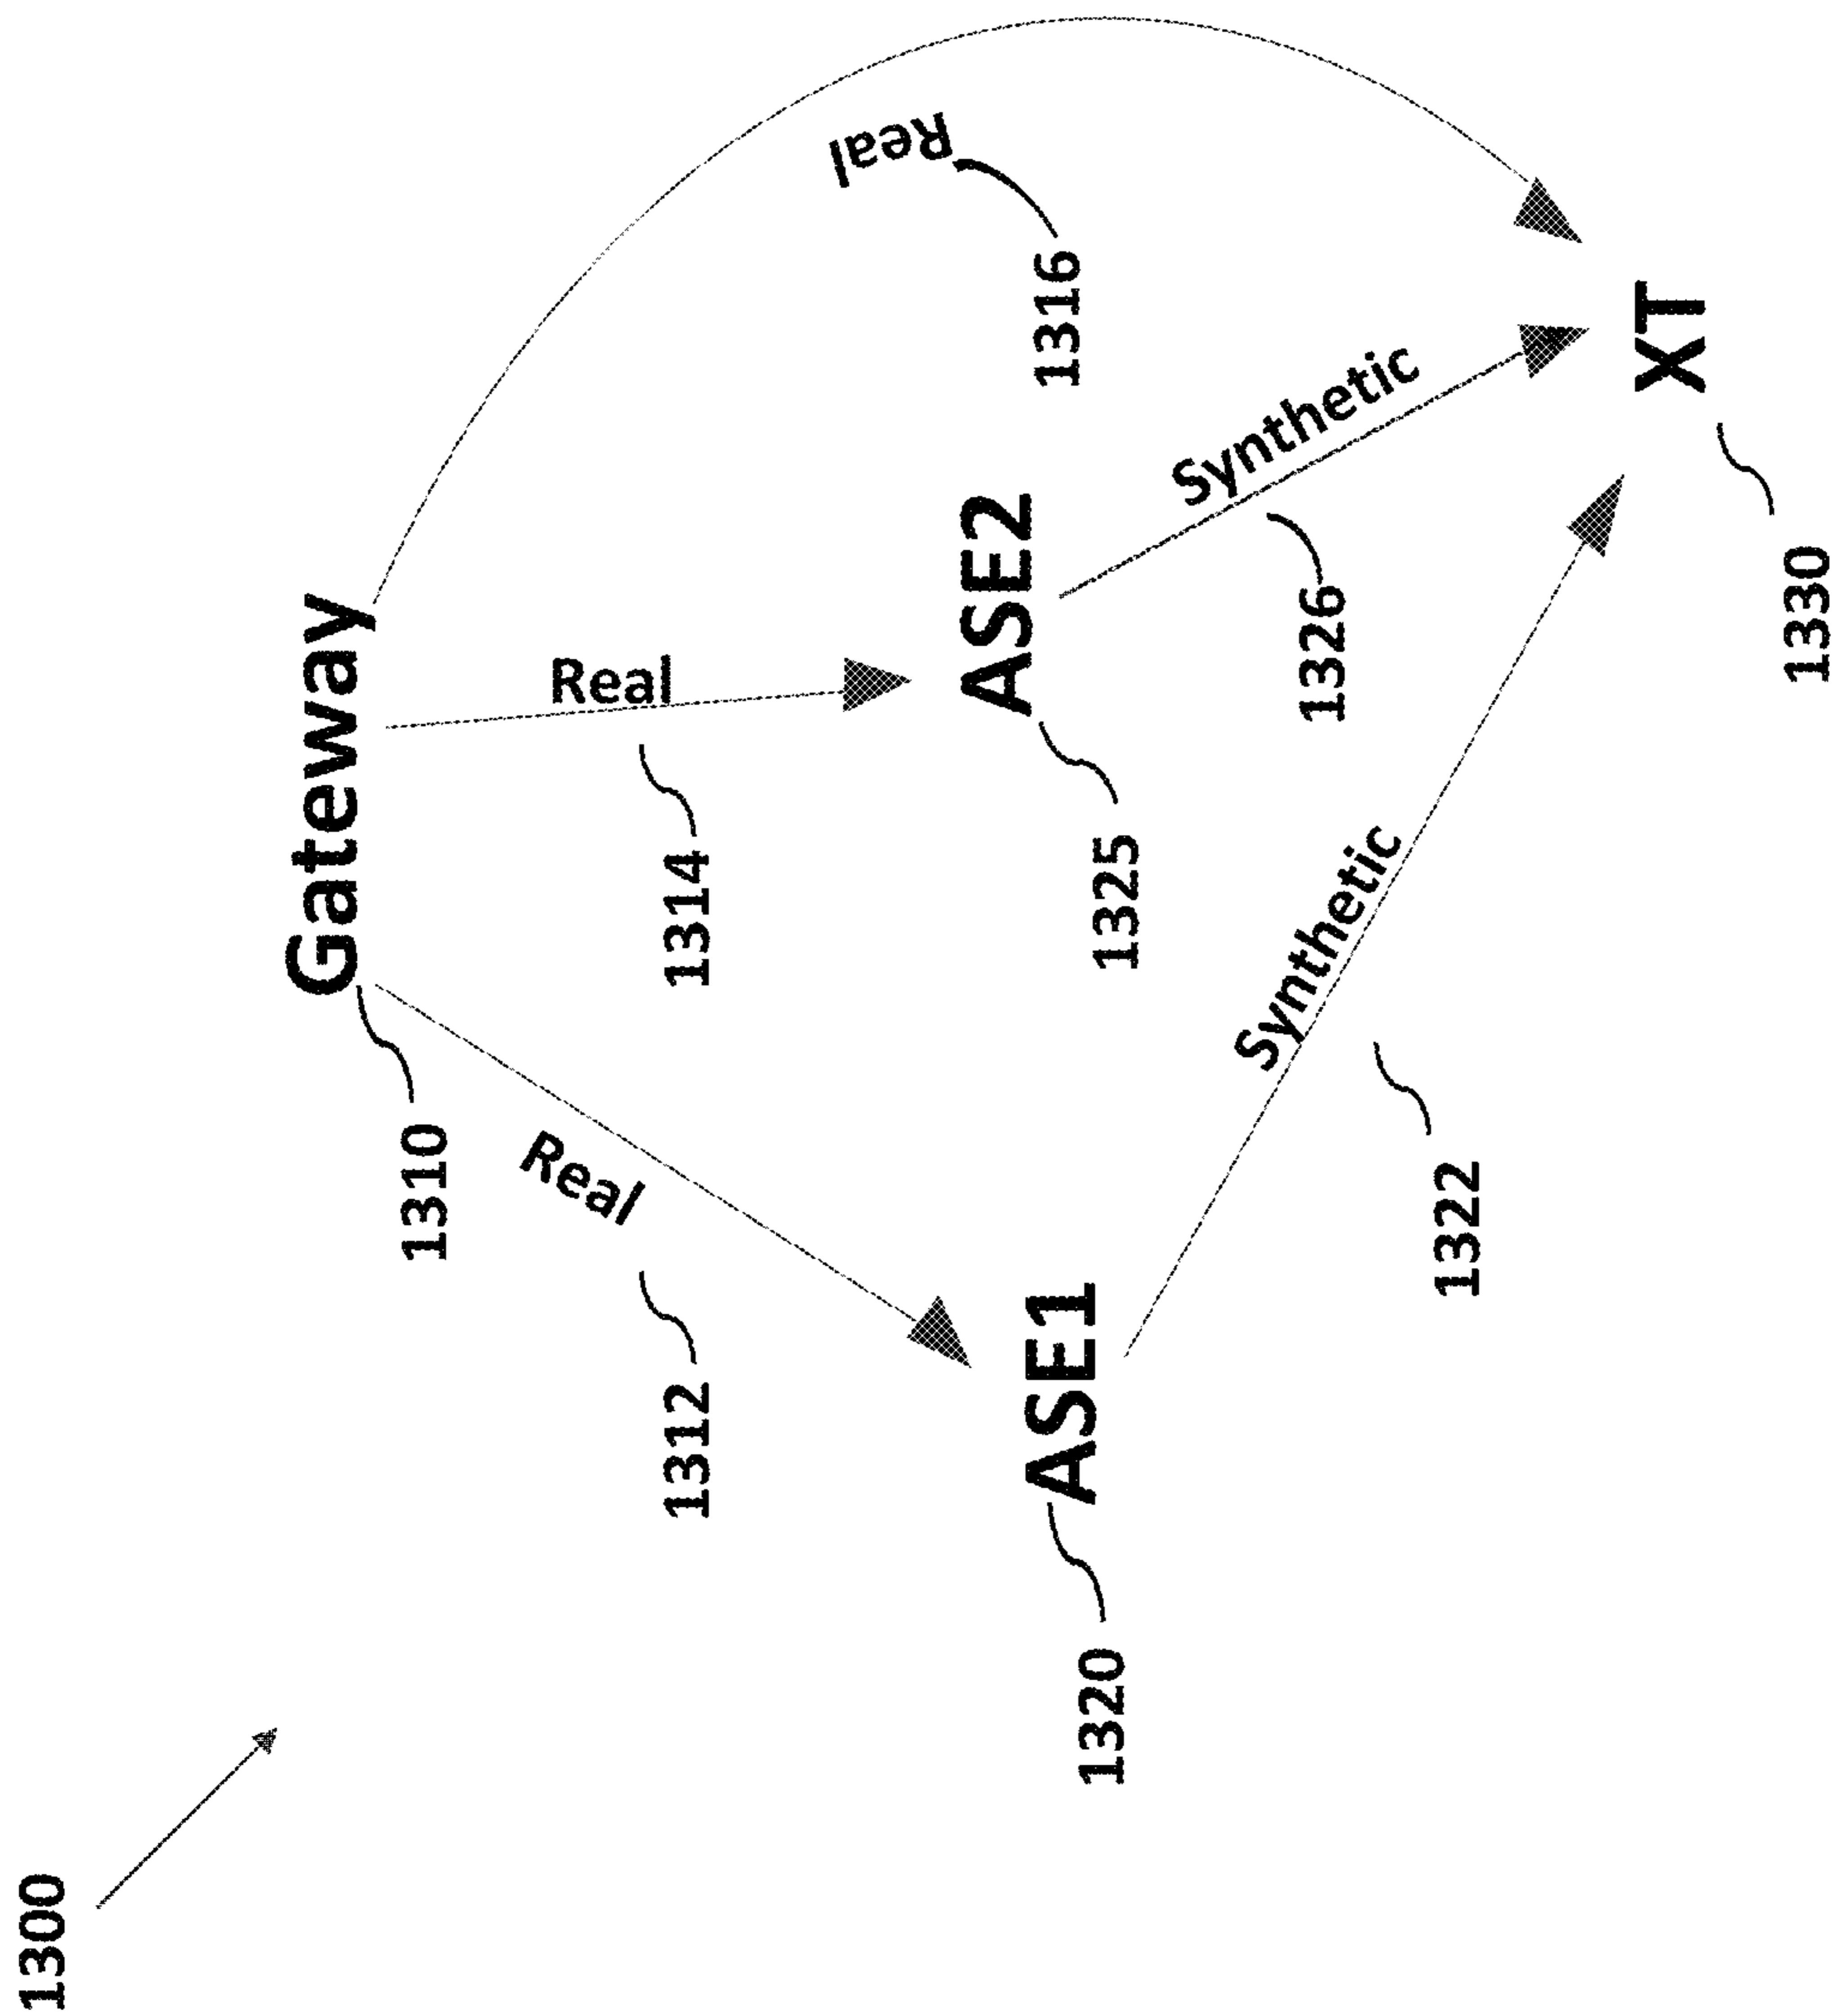 1300
Gateway
1310
Real
1312
Real
1314
Real
1316
ASE1
1320
ASE2
1325
Synthetic
1322
Synthetic
1326
XT
1330